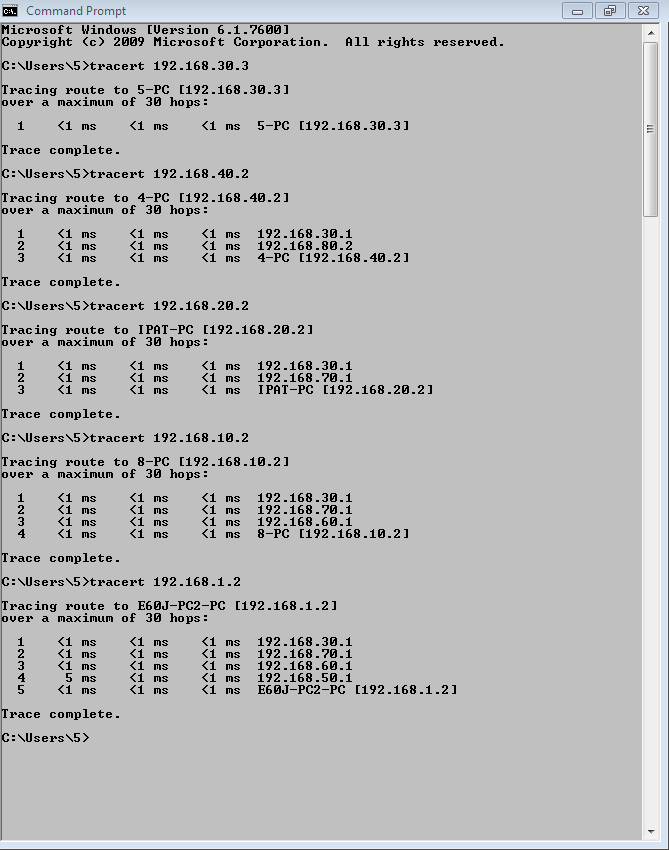 Command Prompt
Microsoft Windows [Version 6.1.7600]
Copyright (c) 2009 Microsoft Corporation.  All rights reserved.
C:\Users\5>tracert 192.168.30.3
Tracing route to 5-PC [192.168.30.3]
over a maximum of 30 hops:
  1    <1 ms    <1 ms    <1 ms  5-PC [192.168.30.3]
Trace complete.
C:\Users\5>tracert 192.168.40.2
Tracing route to 4-PC [192.168.40.2]
over a maximum of 30 hops:
  1    <1 ms    <1 ms    <1 ms  192.168.30.1
  2    <1 ms    <1 ms    <1 ms  192.168.80.2
  3    <1 ms    <1 ms    <1 ms  4-PC [192.168.40.2]
Trace complete.
C:\Users\5>tracert 192.168.20.2
Tracing route to IPAT-PC [192.168.20.2]
over a maximum of 30 hops:
  1    <1 ms    <1 ms    <1 ms  192.168.30.1
  2    <1 ms    <1 ms    <1 ms  192.168.70.1
  3    <1 ms    <1 ms    <1 ms  IPAT-PC [192.168.20.2]
Trace complete.
C:\Users\5>tracert 192.168.10.2
Tracing route to 8-PC [192.168.10.2]
over a maximum of 30 hops:
  1    <1 ms    <1 ms    <1 ms  192.168.30.1
  2    <1 ms    <1 ms    <1 ms  192.168.70.1
  3    <1 ms    <1 ms    <1 ms  192.168.60.1
  4    <1 ms    <1 ms    <1 ms  8-PC [192.168.10.2]
Trace complete.
C:\Users\5>tracert 192.168.1.2
Tracing route to E60J-PC2-PC [192.168.1.2]
over a maximum of 30 hops:
  1    <1 ms    <1 ms    <1 ms  192.168.30.1
  2    <1 ms    <1 ms    <1 ms  192.168.70.1
  3    <1 ms    <1 ms    <1 ms  192.168.60.1
  4     5 ms    <1 ms    <1 ms  192.168.50.1
  5    <1 ms    <1 ms    <1 ms  E60J-PC2-PC [192.168.1.2]
Trace complete.
C:\Users\5>